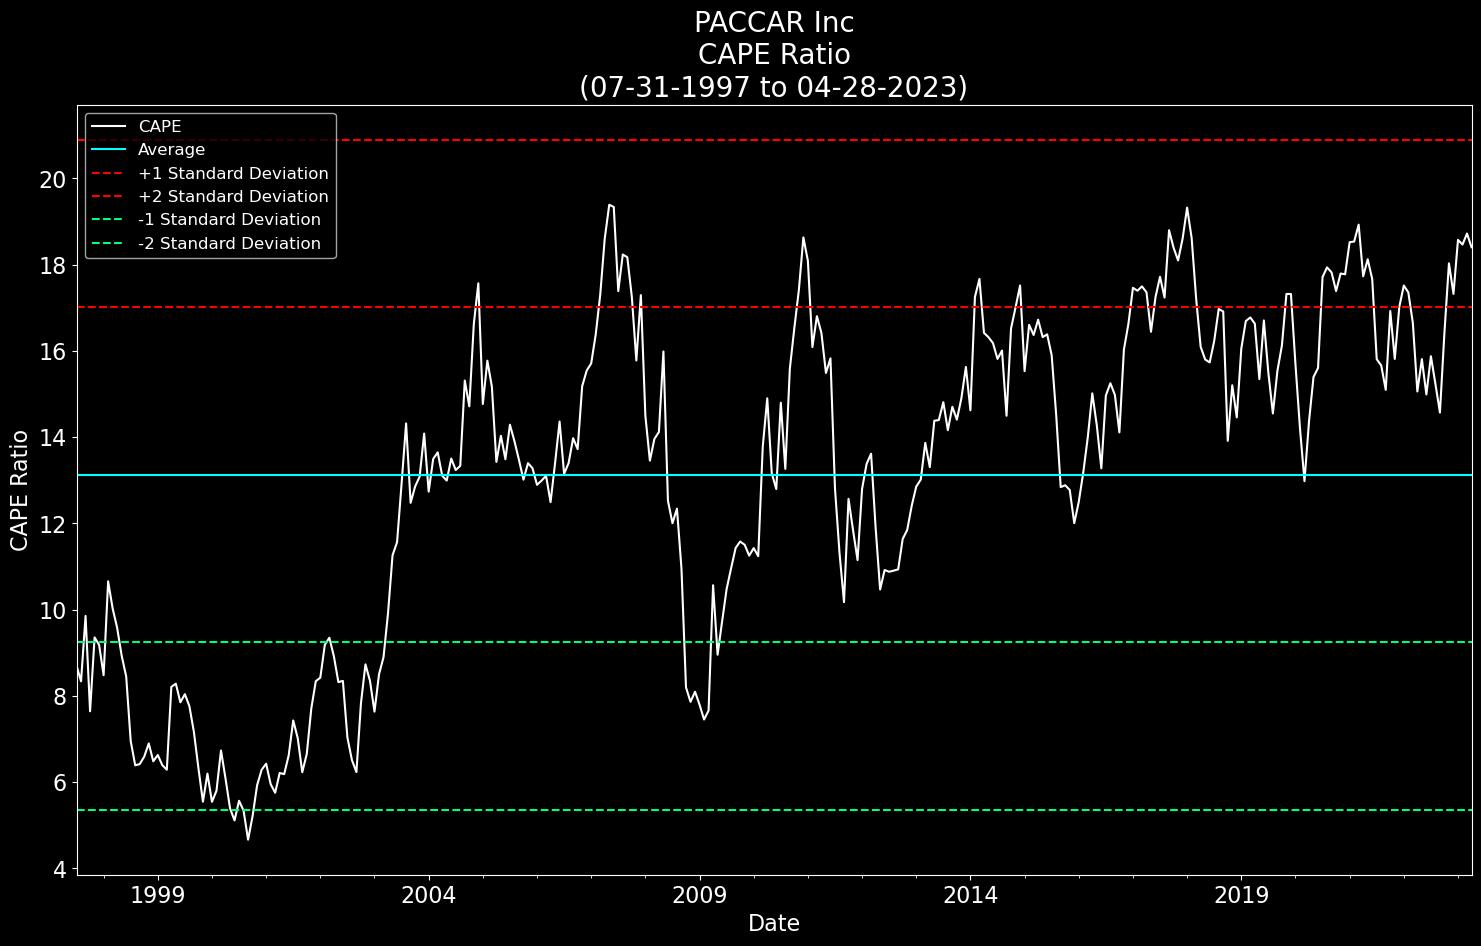 PACCAR Inc
CAPE Ratio
(07-31-1997 to 04-28-2023)
CAPE
Average
+1 Standard Deviation
+2 Standard Deviation
-1 Standard Deviation
-2 Standard Deviation
20
18
16
14
12
10
8
6
4
CAPE Ratio
1999 2004 2009 2014 2019
Date